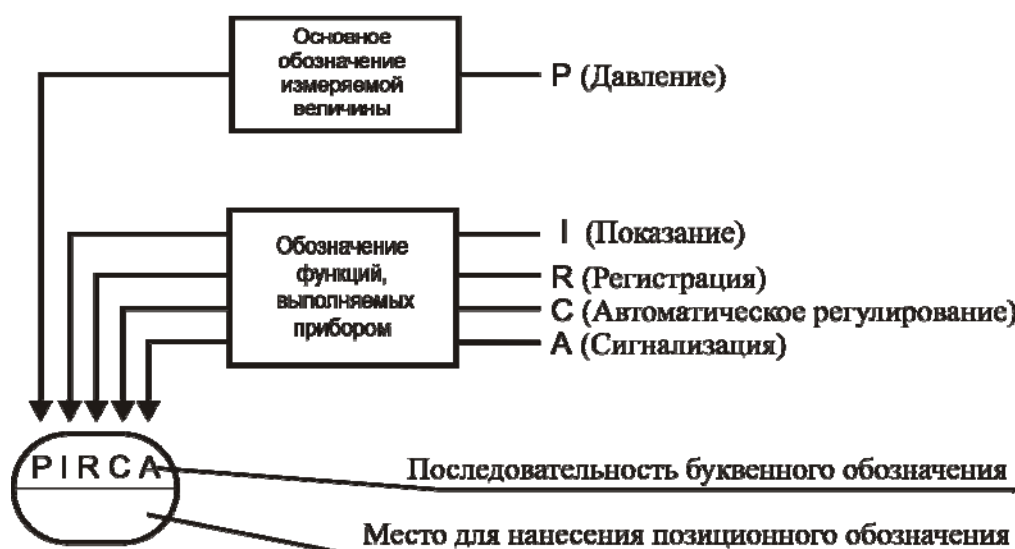 Основное
обозначение
измеряемой
величины
P (Давление)
Обозначение
функций,
выполняемых
прибором
I (Показание)
R (Регистрация)
C (Автоматическое регулирование)
A (Сигнализация)
PIRCA
Последовательность буквенного обозначения
Место для нанесения позиционного обозначения